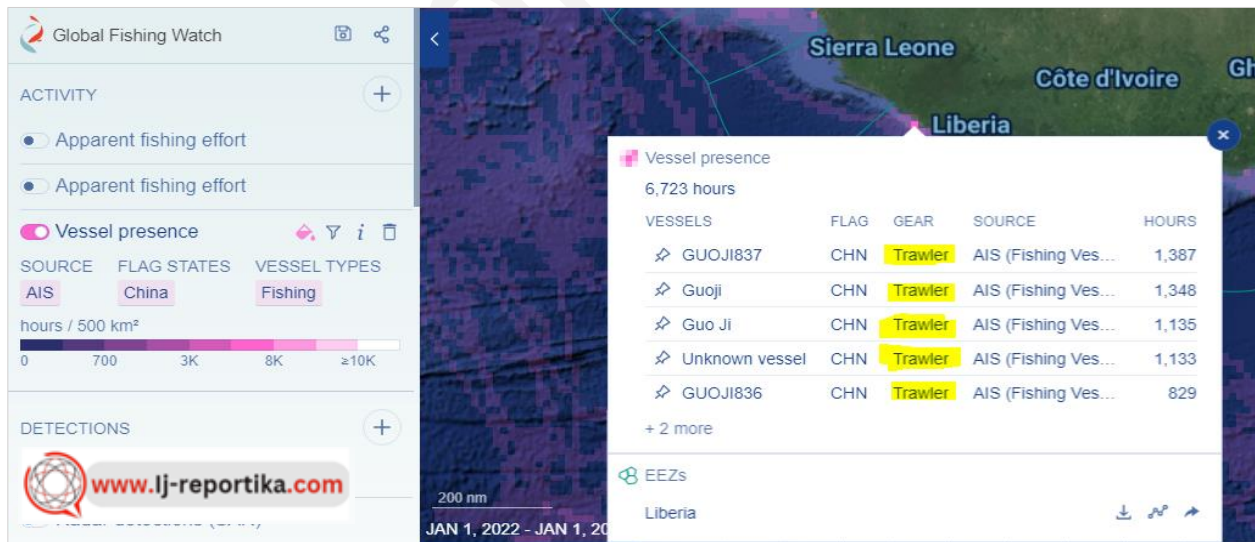 Global Fishing Watch
ACTIVITY
Apparent fishing effort
Apparent fishing effort
Vessel presence
SOURCE FLAG STATES VESSEL TYPES
AIS China Fishing
hours / 500 km²
0 700 3K 8K ≥10K
DETECTIONS
www.lj-reportika.com
Sierra Leone
Côte d'Ivoire
Gh
Liberia
Vessel presence
6,723 hours
VESSELS FLAG GEAR SOURCE HOURS
GUOJI837 CHN Trawler AIS (Fishing Ves... 1,387
Guoji CHN Trawler AIS (Fishing Ves... 1,348
Guo Ji CHN Trawler AIS (Fishing Ves... 1,135
Unknown vessel CHN Trawler AIS (Fishing Ves... 1,133
GUOJI836 CHN Trawler AIS (Fishing Ves... 829
+ 2 more
EEZs
Liberia
200 nm
JAN 1, 2022 - JAN 1, 20